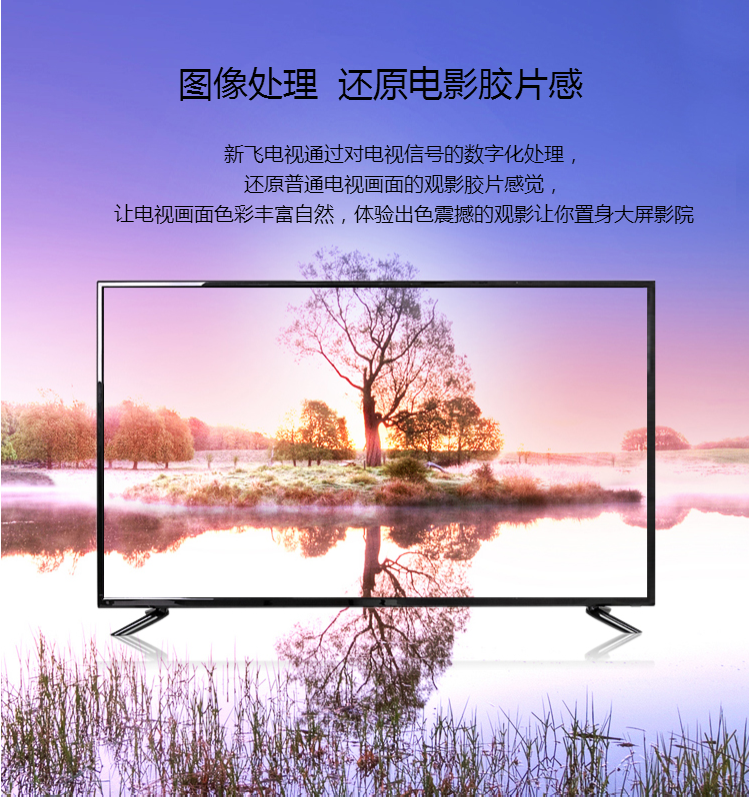 图像处理 还原电影胶片感
新飞电视通过对电视信号的数字化处理，
还原普通电视画面的观影胶片感觉，
让电视画面色彩丰富自然，体验出色震撼的观影让你置身大屏影院